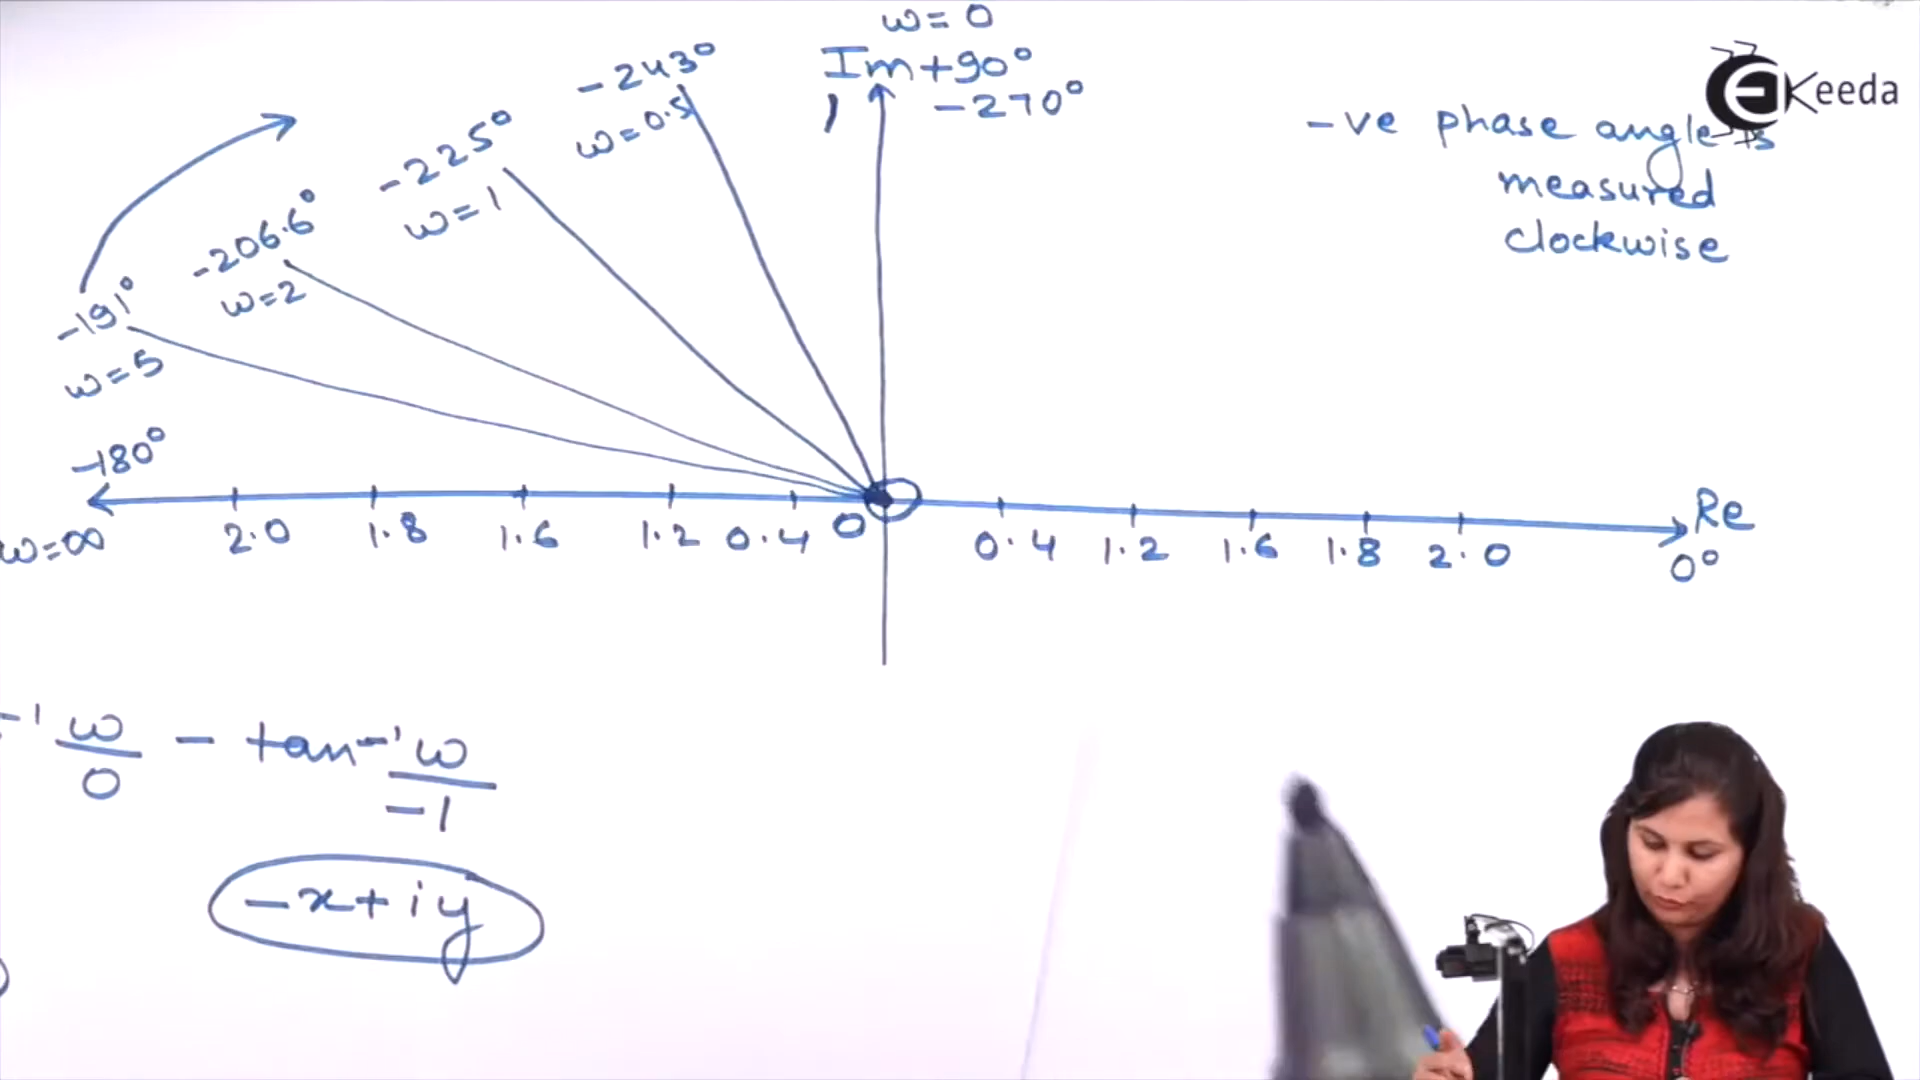 w = 0
Im +90°
-270°
-243°
w=0.5
-225°
w=1
-206.6°
w=2
-191°
w=5
-180°
w=∞
-ve phase angle is
measured
clockwise
Keeda
2.0 1.8 1.6 1.2 0.4 0 0.4 1.2 1.6 1.8 2.0
Re
0°
-1 w/0 - tan-1 w/-1
-x+iy